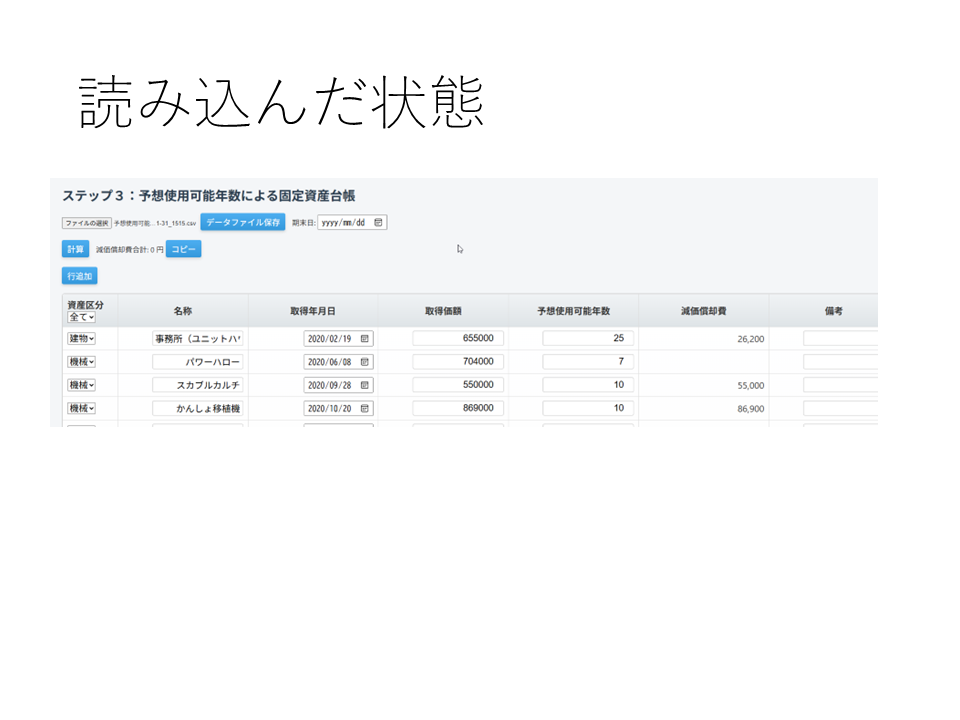 読み込んだ状態
ステップ３：予想使用可能年数による固定資産台帳
ファイルの選択 予想使用可能...1-31_1515.csv データファイル保存 期末日: yyyy/mm/dd
計算 減価償却費合計: 0 円 コピー
行追加
資産区分 全て 名称 取得年月日 取得価額 予想使用可能年数 減価償却費 備考
建物 事務所（ユニットハ 2020/02/19 655000 25 26,200
機械 パワーハロー 2020/06/08 704000 7
機械 スカブルカルチ 2020/09/28 550000 10 55,000
機械 かんしょ移植機 2020/10/20 869000 10 86,900